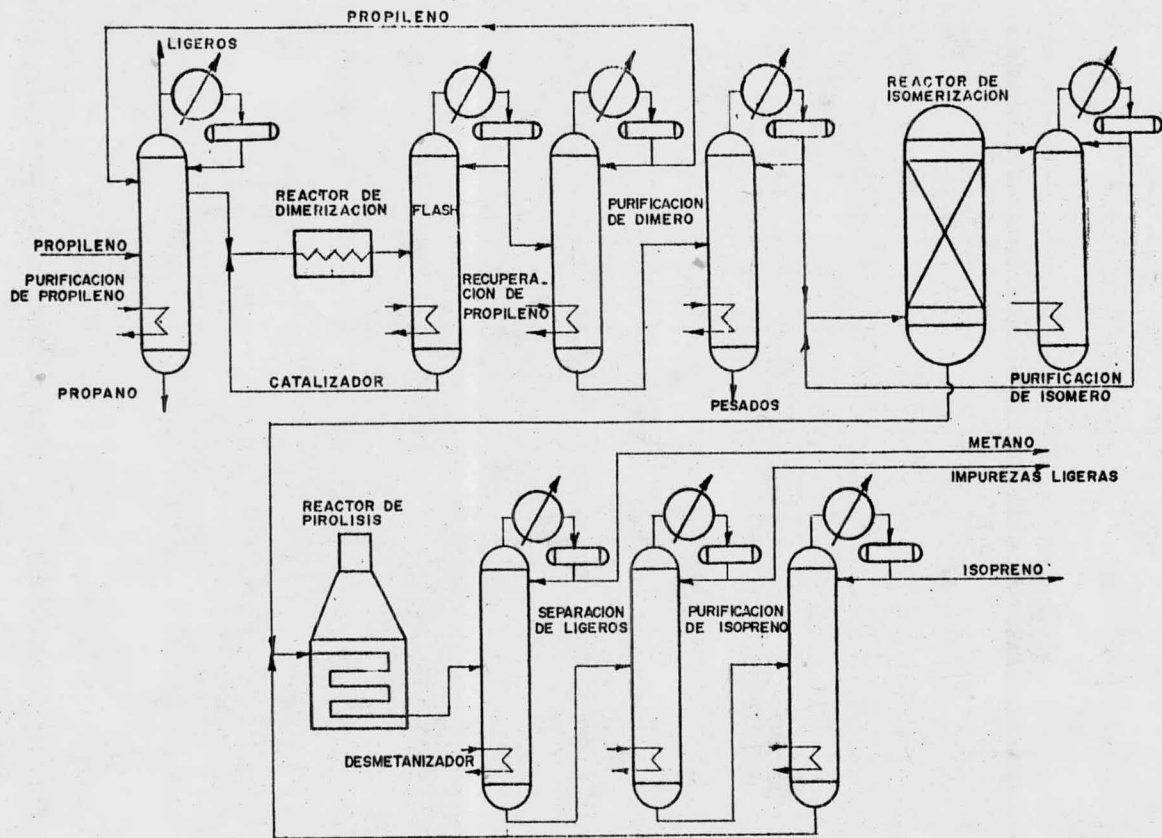 PROPILENO
LIGEROS
REACTOR DE
ISOMERIZACION
REACTOR DE
DIMERIZACION
FLASH
PURIFICACION
DE DIMERO
PROPILENO
PURIFICACION
DE PROPILENO
RECUPERA_
CION DE
PROPILENO
CATALIZADOR
PROPANO
PESADOS
PURIFICACION
DE ISOMERO
METANO
IMPUREZAS LIGERAS
REACTOR DE
PIROLISIS
ISOPRENO
SEPARACION
DE LIGEROS
PURIFICACION
DE ISOPRENO
DESMETANIZADOR